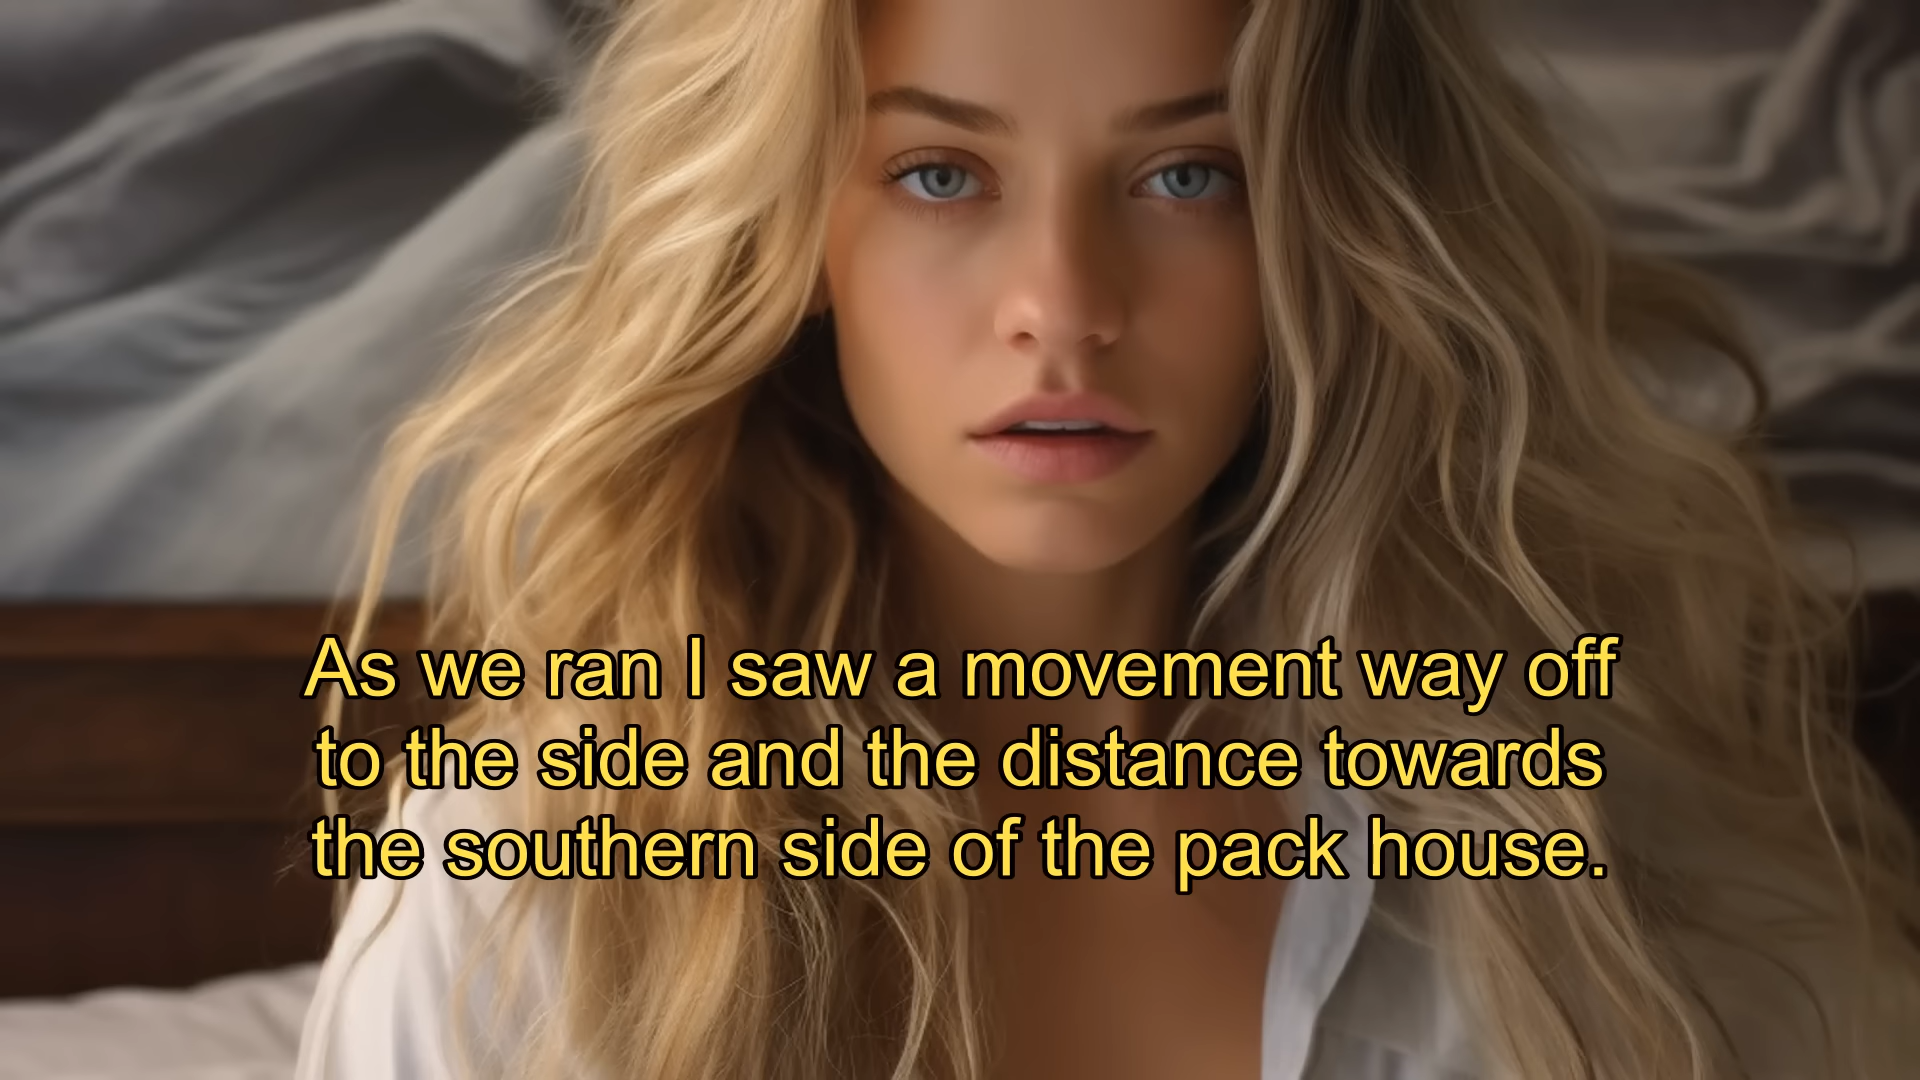 As we ran I saw a movement way off
to the side and the distance towards
the southern side of the pack house.